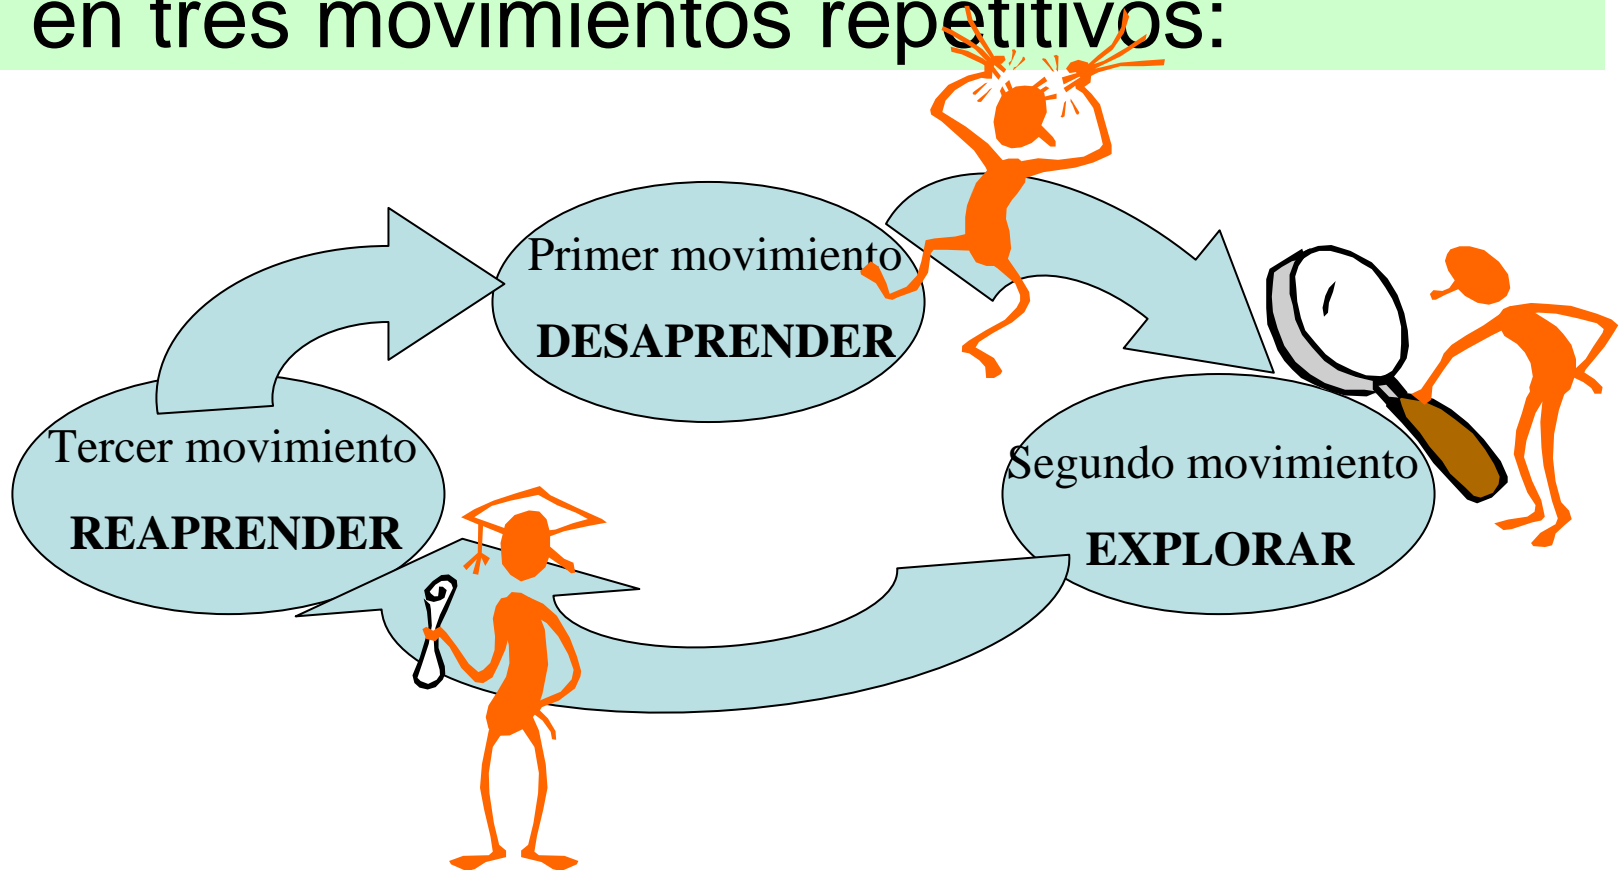 en tres movimientos repetitivos:
Primer movimiento
DESAPRENDER
Segundo movimiento
EXPLORAR
Tercer movimiento
REAPRENDER